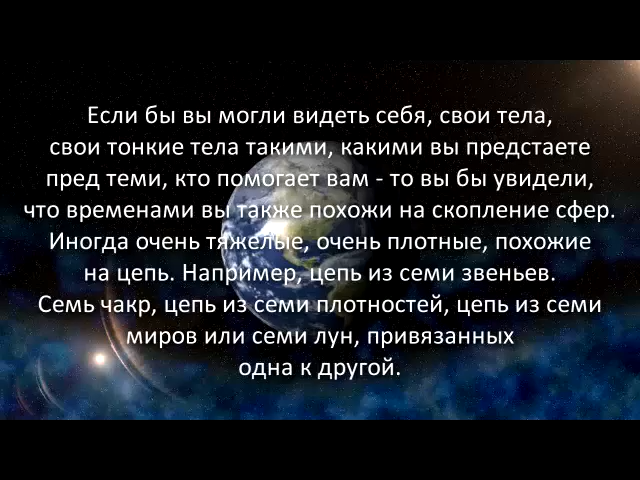 Если бы вы могли видеть себя, свои тела,
свои тонкие тела такими, какими вы предстаете
пред теми, кто помогает вам - то вы бы увидели,
что временами вы также похожи на скопление сфер.
Иногда очень тяжелые, очень плотные, похожие
на цепь. Например, цепь из семи звеньев.
Семь чакр, цепь из семи плотностей, цепь из семи
миров или семи лун, привязанных
одна к другой.